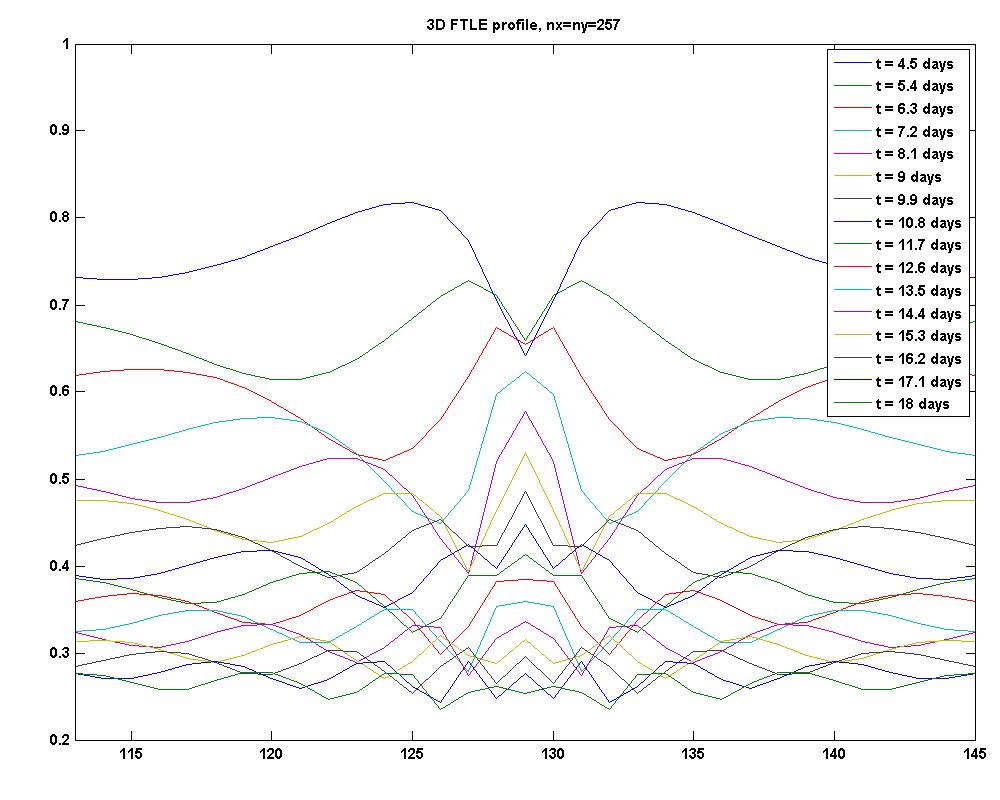 3D FTLE profile, nx=ny=257
1
0.9
0.8
0.7
0.6
0.5
0.4
0.3
0.2
115
120
125
130
135
140
145
t = 4.5 days
t = 5.4 days
t = 6.3 days
t = 7.2 days
t = 8.1 days
t = 9 days
t = 9.9 days
t = 10.8 days
t = 11.7 days
t = 12.6 days
t = 13.5 days
t = 14.4 days
t = 15.3 days
t = 16.2 days
t = 17.1 days
t = 18 days